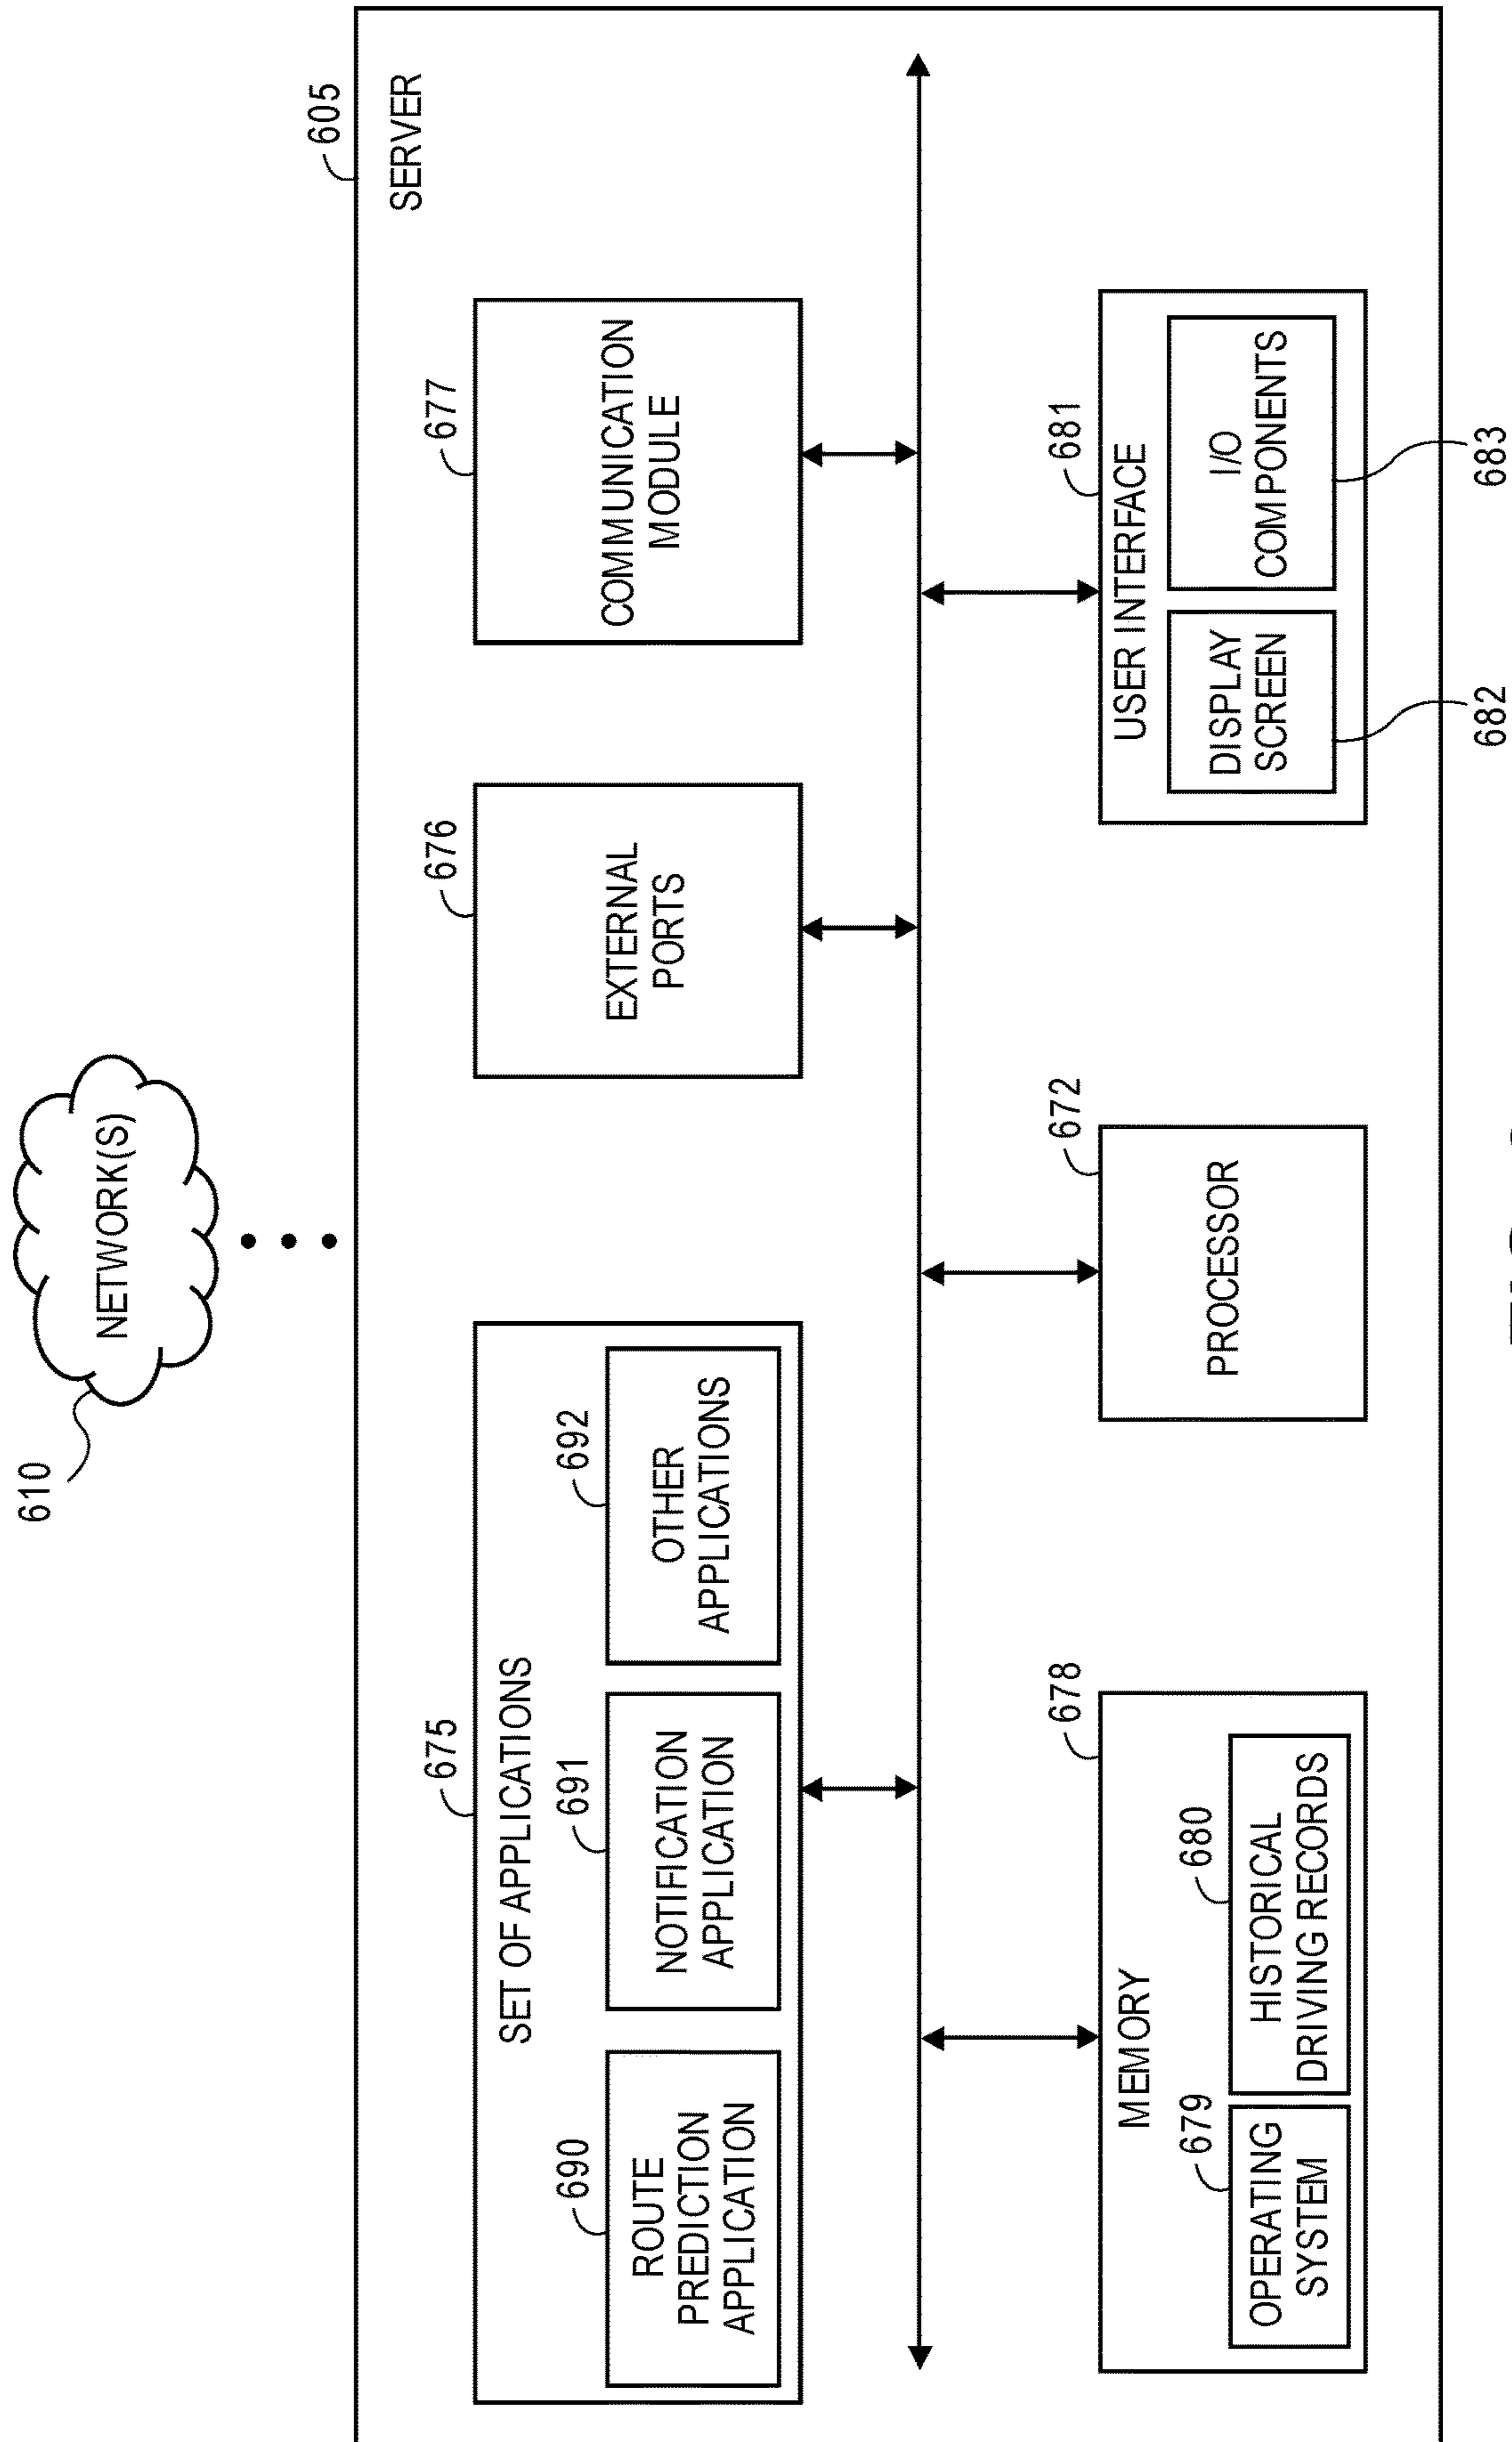 610
NETWORK(S)
605
SERVER
675
SET OF APPLICATIONS
690
ROUTE
PREDICTION
APPLICATION
691
NOTIFICATION
APPLICATION
692
OTHER
APPLICATIONS
676
EXTERNAL
PORTS
677
COMMUNICATION
MODULE
678
MEMORY
679
OPERATING
SYSTEM
680
HISTORICAL
DRIVING RECORDS
672
PROCESSOR
681
USER INTERFACE
DISPLAY
SCREEN
I/O
COMPONENTS
682
683